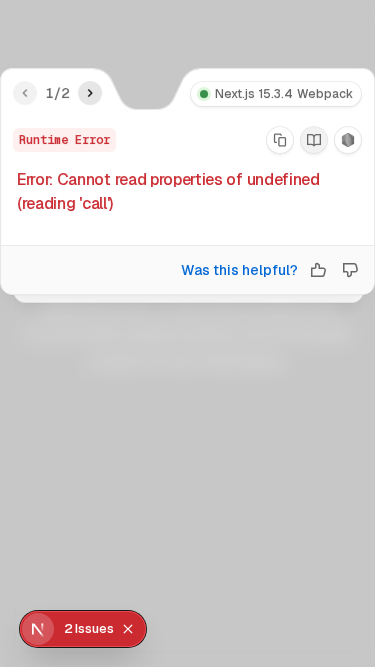 1/2
Next.js 15.3.4 Webpack
Runtime Error
Error: Cannot read properties of undefined
(reading 'call')
Was this helpful?
2 Issues